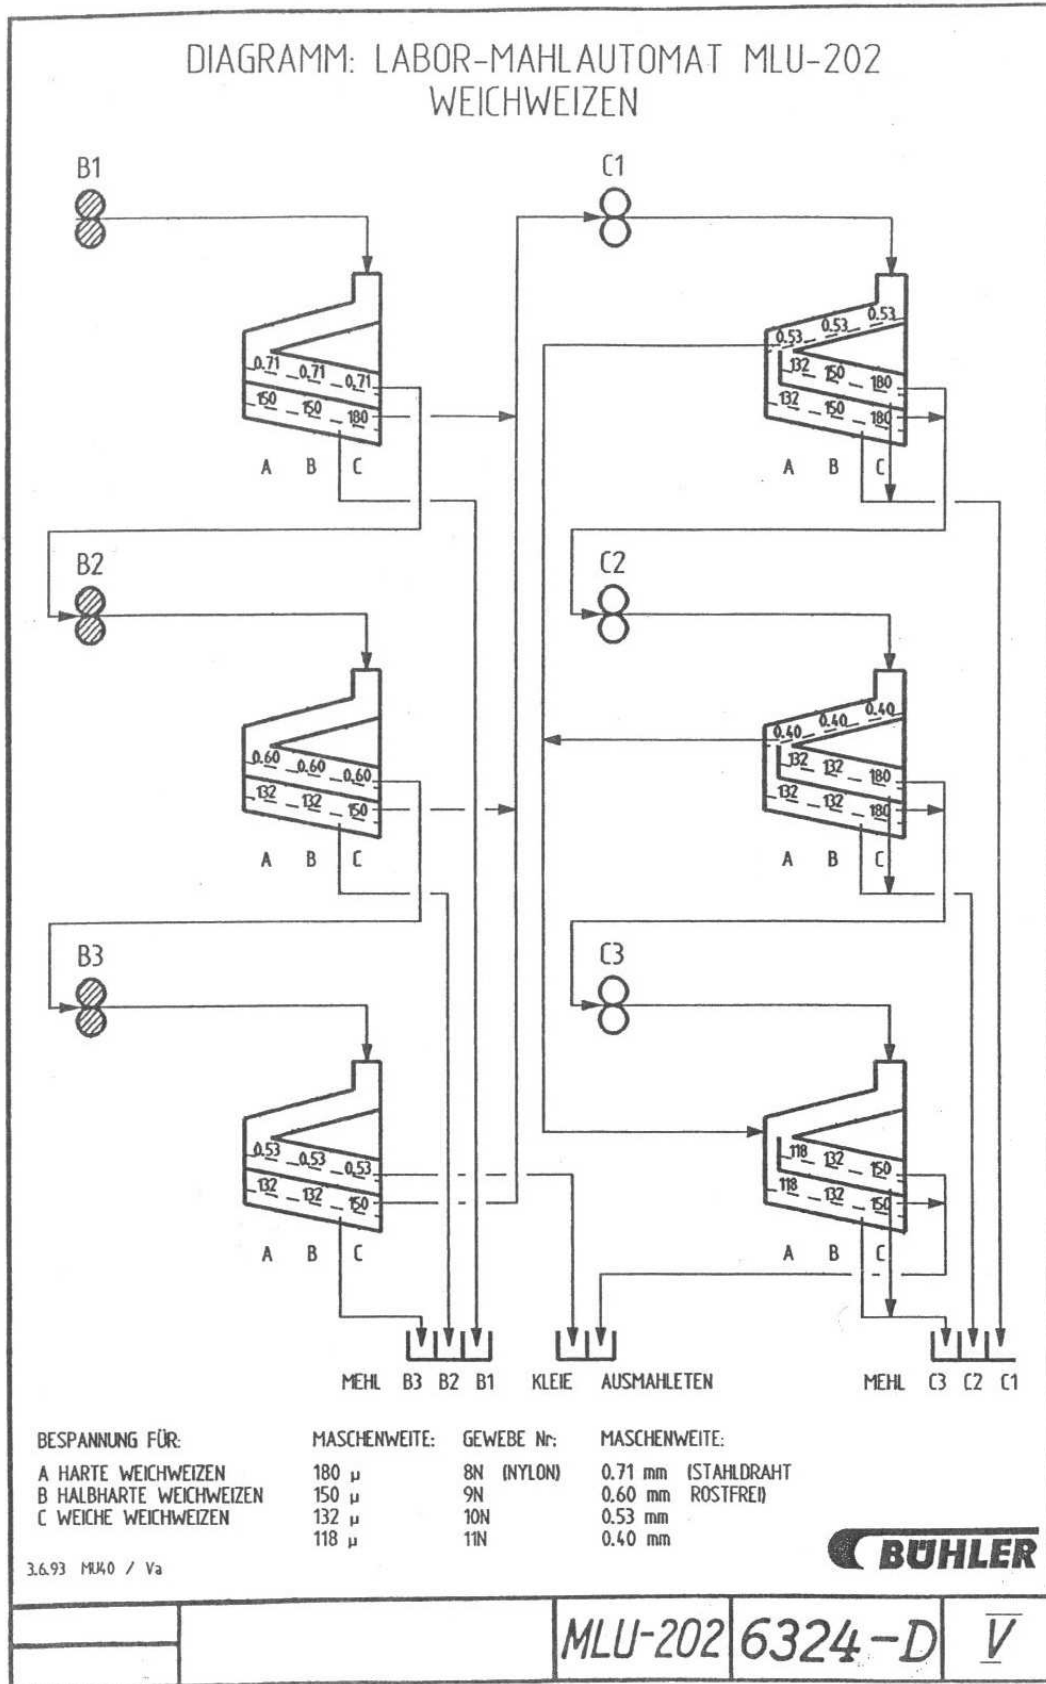 DIAGRAMM: LABOR-MAHLAUTOMAT MLU-202
WEICHWEIZEN
B1
C1
0.53 0.53 0.53
0.71 0.71 0.71
132 150 180
150 150 180
132 150 180
A B C
A B C
B2
C2
0.40 0.40 0.40
0.60 0.60 0.60
132 132 180
132 132 150
132 132 180
A B C
A B C
B3
C3
0.53 0.53 0.53
118 132 150
132 132 150
118 132 150
A B C
A B C
MEHL B3 B2 B1 KLEIE AUSMAHLETEN MEHL C3 C2 C1
BESPANNUNG FÜR: MASCHENWEITE: GEWEBE Nr: MASCHENWEITE:
A HARTE WEICHWEIZEN 180 µ 8N (NYLON) 0.71 mm (STAHLDRAHT
B HALBHARTE WEICHWEIZEN 150 µ 9N 0.60 mm ROSTFREI)
C WEICHE WEICHWEIZEN 132 µ 10N 0.53 mm
118 µ 11N 0.40 mm
BÜHLER
3.6.93 MU40 / Va
MLU-202 6324-D V